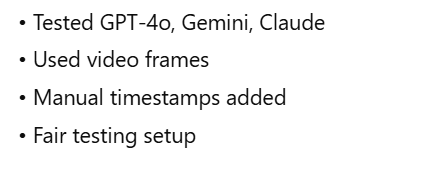 • Tested GPT-4o, Gemini, Claude
• Used video frames
• Manual timestamps added
• Fair testing setup